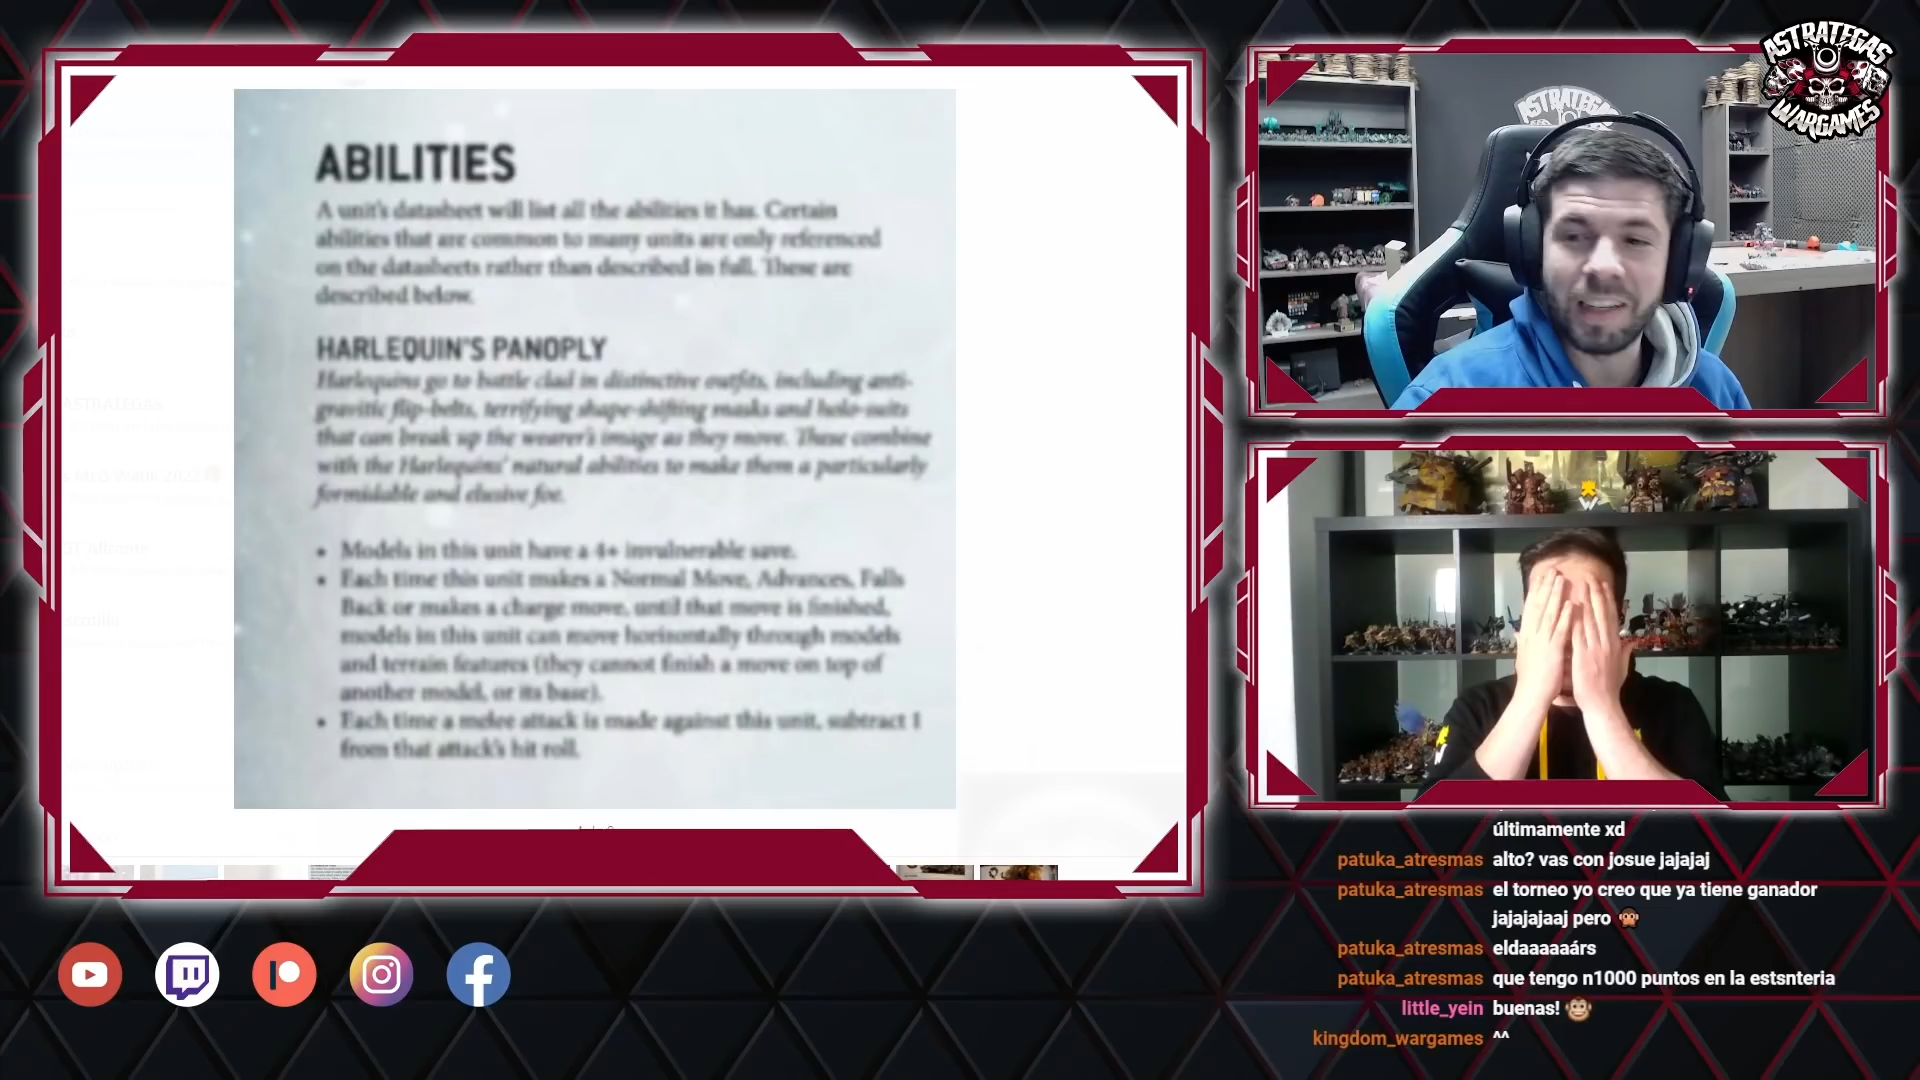 ABILITIES
A unit's datasheet will list all the abilities it has. Certain
abilities that are common to many units are only referenced
on the datasheets rather than described in full. These are
described below.
HARLEQUIN'S PANOPLY
Harlequins go to battle clad in distinctive outfits, including anti-
gravitic flip-belts, terrifying shape-shifting masks and holo-suits
that can break up the wearer's image as they move. These combine
with the Harlequins' natural abilities to make them a particularly
formidable and elusive foe.
• Models in this unit have a 4+ invulnerable save.
• Each time this unit makes a Normal Move, Advances, Falls
Back or makes a charge move, until that move is finished,
models in this unit can move horizontally through models
and terrain features (they cannot finish a move on top of
another model, or its base).
• Each time a melee attack is made against this unit, subtract 1
from that attack's hit roll.
ASTRATEGAS
WARGAMES
últimamente xd
patuka_atresmas alto? vas con josue jajajaj
patuka_atresmas el torneo yo creo que ya tiene ganador
jajajajaaj pero
patuka_atresmas eldaaaaaárs
patuka_atresmas que tengo n1000 puntos en la estsnteria
little_yein buenas!
kingdom_wargames ^^